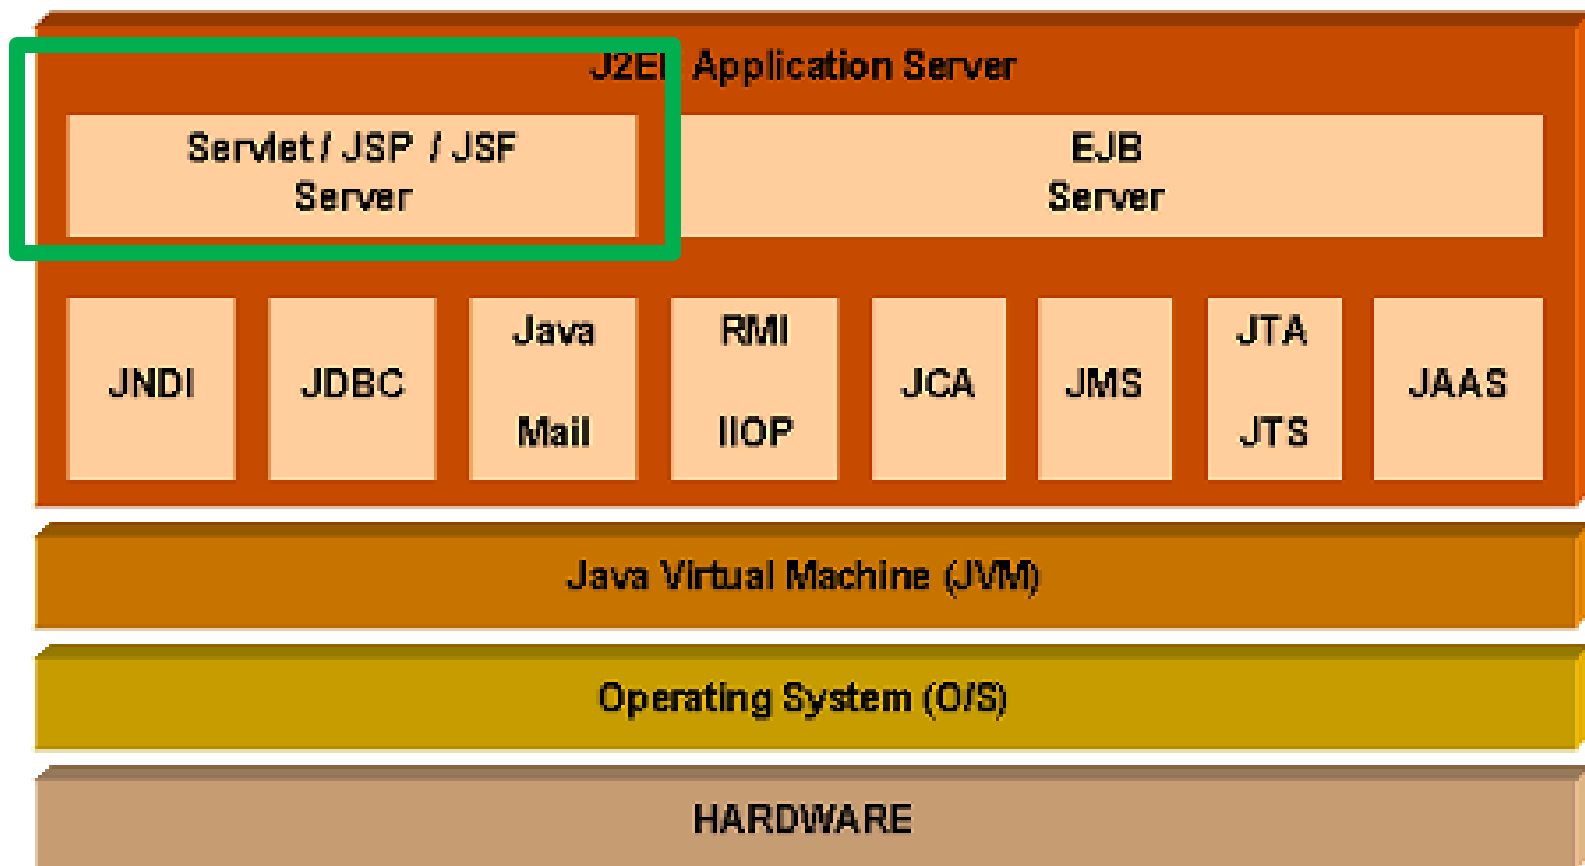 J2EE Application Server
Servlet / JSP / JSF
Server
EJB
Server
JNDI
JDBC
Java
Mail
RMI
IIOP
JCA
JMS
JTA
JTS
JAAS
Java Virtual Machine (JVM)
Operating System (O/S)
HARDWARE